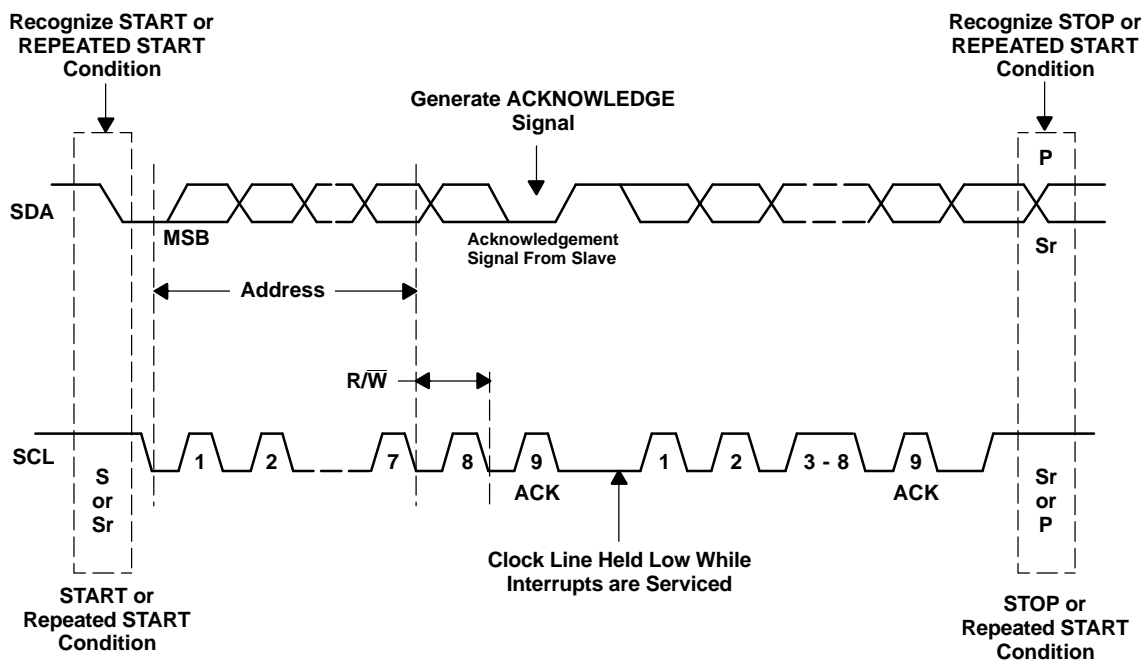 Recognize START or
REPEATED START
Condition
Recognize STOP or
REPEATED START
Condition
Generate ACKNOWLEDGE
Signal
P
SDA
MSB
Acknowledgement
Signal From Slave
Sr
Address
R/W̅
SCL
1
2
7
8
9
1
2
3 - 8
9
ACK
ACK
S
or
Sr
Sr
or
P
Clock Line Held Low While
Interrupts are Serviced
START or
Repeated START
Condition
STOP or
Repeated START
Condition